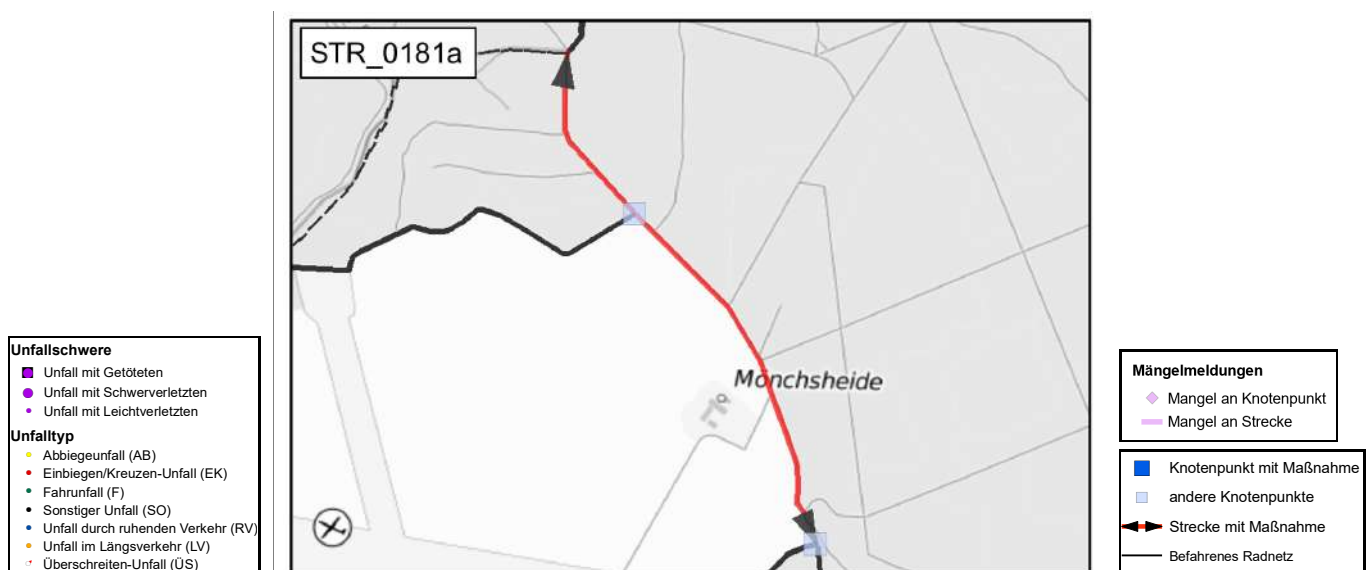 STR_0181a
Mönchsheide
Unfallschwere
Unfall mit Getöteten
Unfall mit Schwerverletzten
Unfall mit Leichtverletzten
Unfalltyp
Abbiegeunfall (AB)
Einbiegen/Kreuzen-Unfall (EK)
Fahrunfall (F)
Sonstiger Unfall (SO)
Unfall durch ruhenden Verkehr (RV)
Unfall im Längsverkehr (LV)
Überschreiten-Unfall (ÜS)
Mängelmeldungen
Mangel an Knotenpunkt
Mangel an Strecke
Knotenpunkt mit Maßnahme
andere Knotenpunkte
Strecke mit Maßnahme
Befahrenes Radnetz